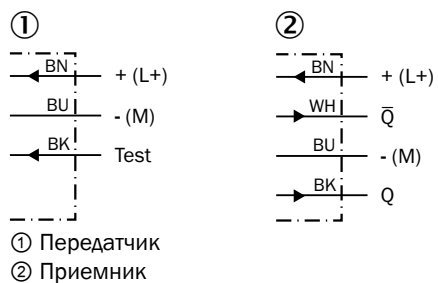 ①
BN + (L+)
BU - (M)
BK Test
②
BN + (L+)
WH Q̅
BU - (M)
BK Q
① Передатчик
② Приемник